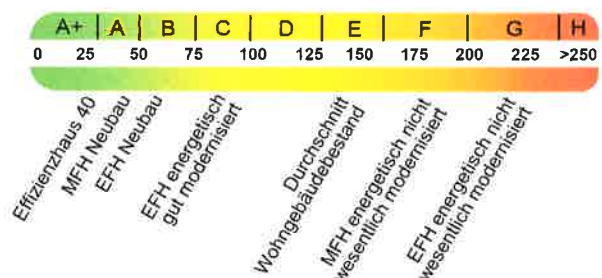 A+ A B C D E F G H
0 25 50 75 100 125 150 175 200 225 >250
Effizienzhaus 40
MFH Neubau
EFH Neubau
EFH energetisch
gut modernisiert
Durchschnitt
Wohngebäudebestand
MFH energetisch nicht
wesentlich modernisiert
EFH energetisch nicht
wesentlich modernisiert